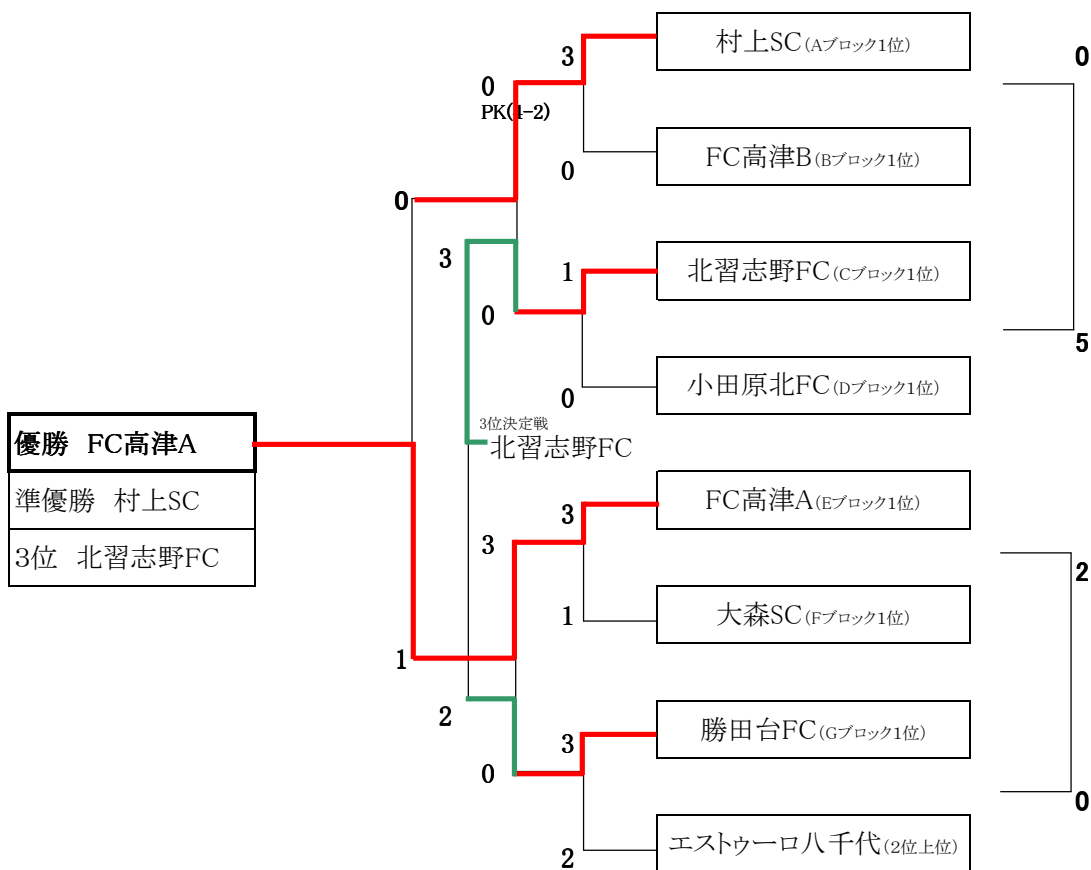 村上SC(Aブロック1位)
3
0
0
PK(4-2)
FC高津B(Bブロック1位)
0
0
3
北習志野FC(Cブロック1位)
1
0
5
小田原北FC(Dブロック1位)
0
3位決定戦
北習志野FC
優勝 FC高津A
準優勝 村上SC
3位 北習志野FC
FC高津A(Eブロック1位)
3
3
2
大森SC(Fブロック1位)
1
1
2
勝田台FC(Gブロック1位)
3
0
0
エストゥーロ八千代(2位上位)
2